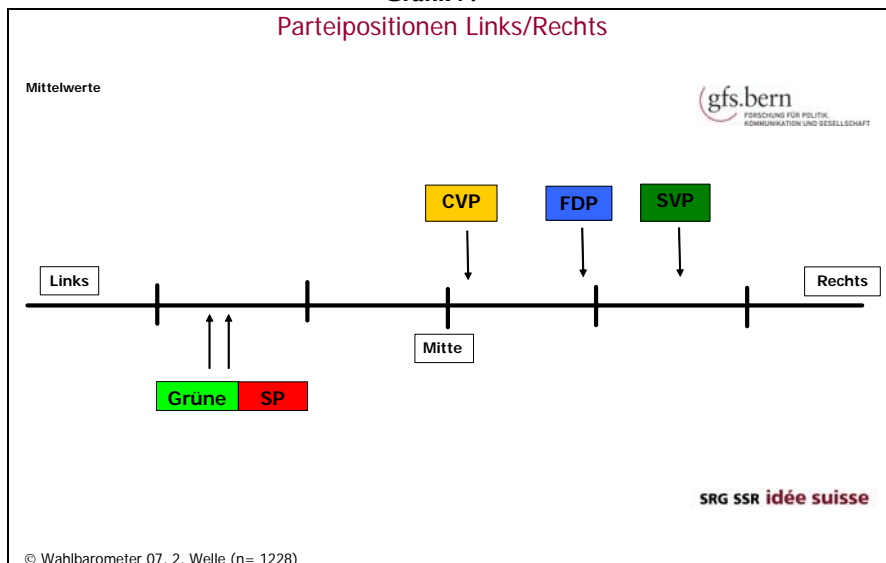 Parteipositionen Links/Rechts
Mittelwerte
gfs.bern
FORSCHUNG FÜR POLITIK,
KOMMUNIKATION UND GESELLSCHAFT
CVP
FDP
SVP
Links
Rechts
Mitte
Grüne
SP
SRG SSR idée suisse
© Wahlbarometer 07, 2. Welle (n= 1228)